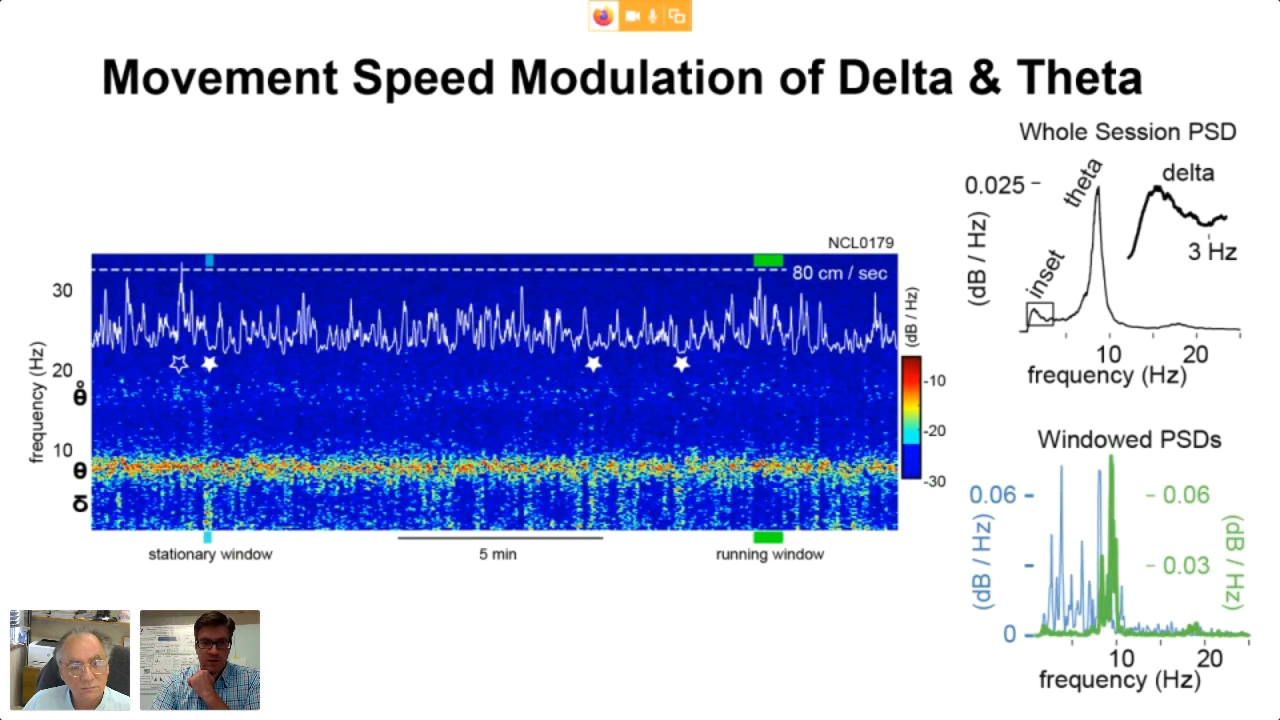 Movement Speed Modulation of Delta & Theta
Whole Session PSD
0.025
theta
delta
(dB / Hz)
inset
3 Hz
10
20
frequency (Hz)
NCL0179
80 cm / sec
30
20
10
frequency (Hz)
θ
δ
(dB / Hz)
-10
-20
-30
stationary window
5 min
running window
Windowed PSDs
0.06
0
(dB / Hz)
0.06
0.03
(dB / Hz)
10
20
frequency (Hz)